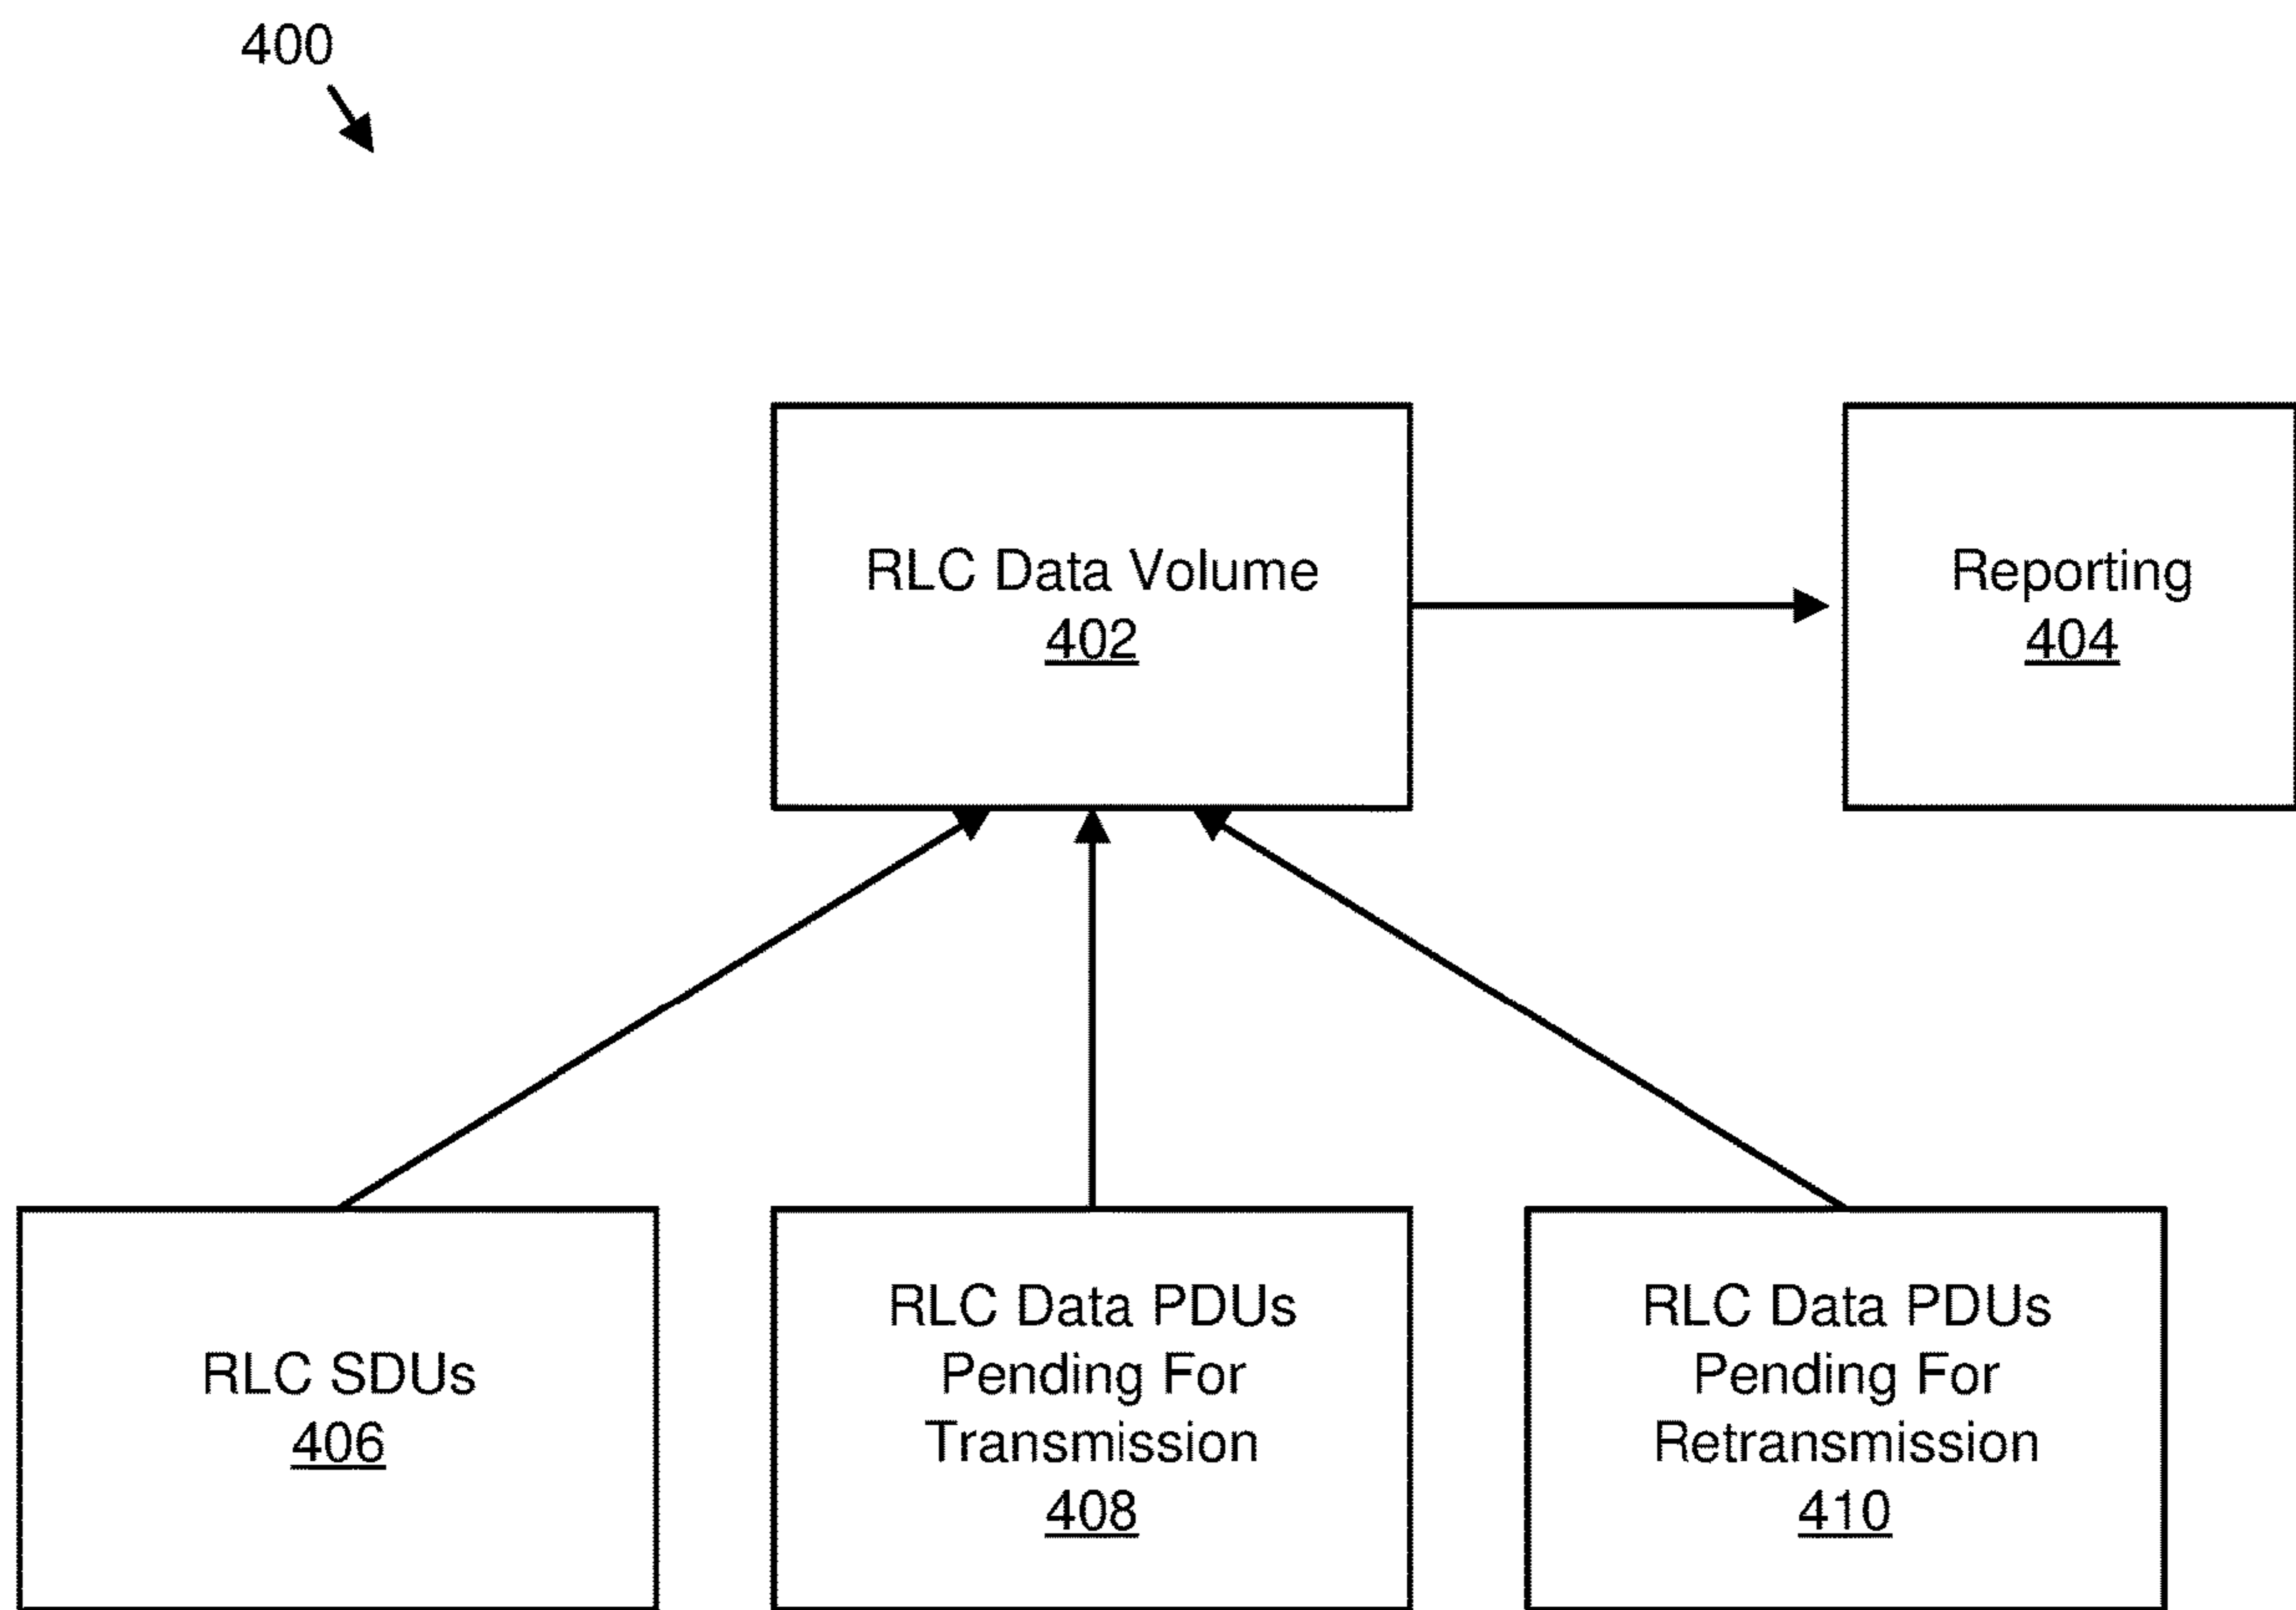 400
RLC Data Volume
402
Reporting
404
RLC SDUs
406
RLC Data PDUs
Pending For
Transmission
408
RLC Data PDUs
Pending For
Retransmission
410